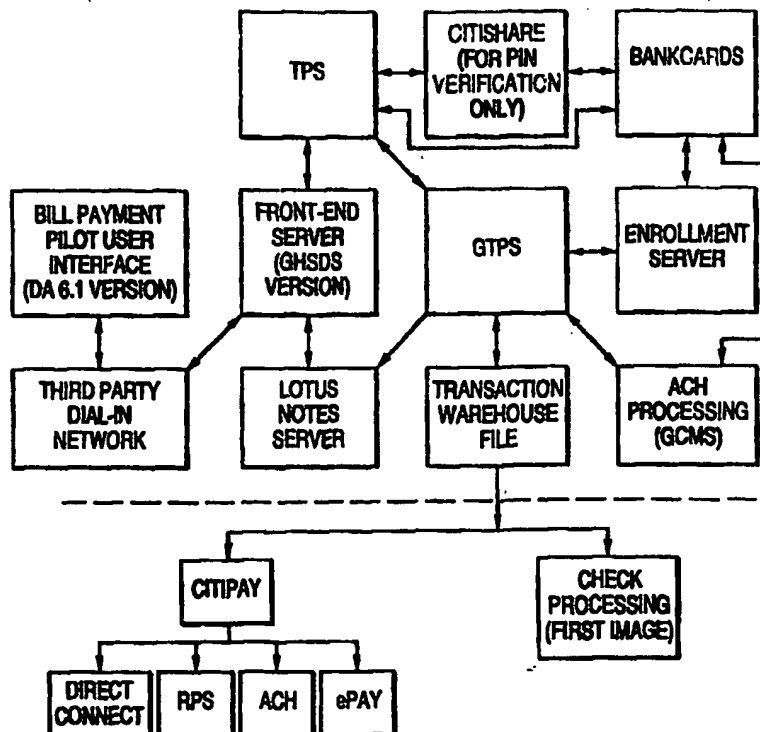 TPS
CITISHARE
(FOR PIN
VERIFICATION
ONLY)
BANKCARDS
BILL PAYMENT
PILOT USER
INTERFACE
(DA 6.1 VERSION)
FRONT-END
SERVER
(GHSDS
VERSION)
GTPS
ENROLLMENT
SERVER
THIRD PARTY
DIAL-IN
NETWORK
LOTUS
NOTES
SERVER
TRANSACTION
WAREHOUSE
FILE
ACH
PROCESSING
(GCMS)
CITIPAY
CHECK
PROCESSING
(FIRST IMAGE)
DIRECT
CONNECT
RPS
ACH
ePAY